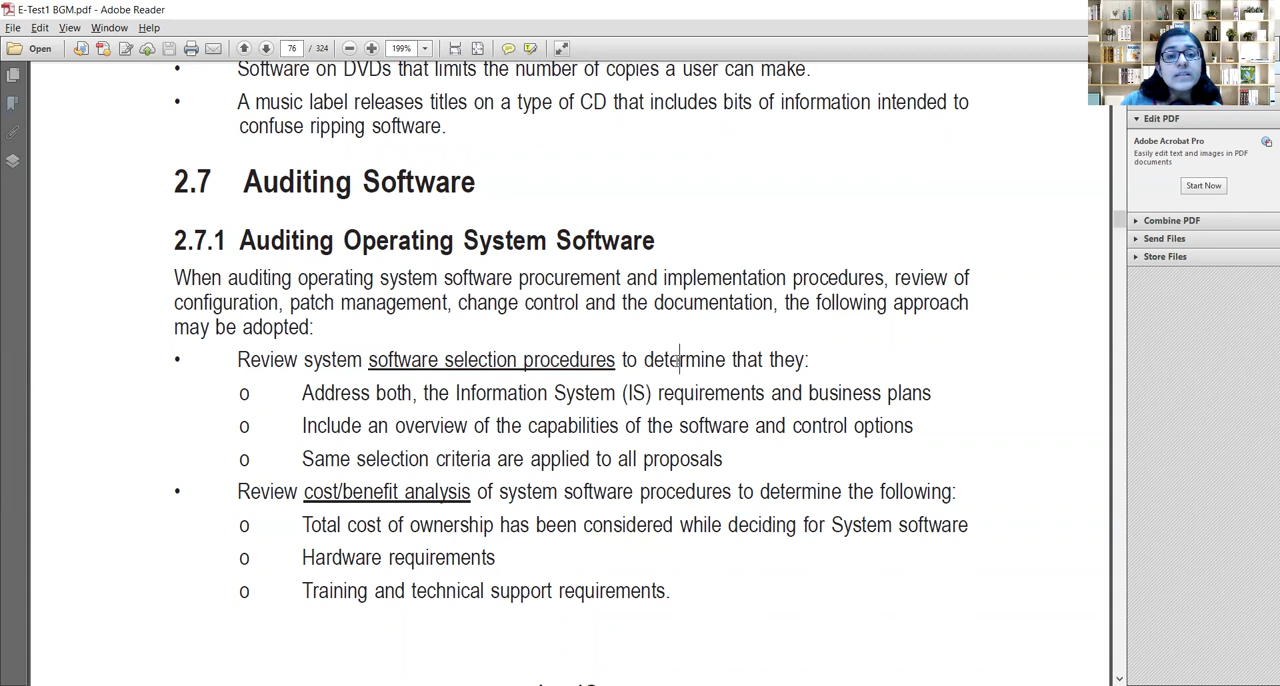 E-Test1 BGM.pdf - Adobe Reader
File Edit View Window Help
Open 76 / 324 199%
• Software on DVDs that limits the number of copies a user can make.
• A music label releases titles on a type of CD that includes bits of information intended to
confuse ripping software.
2.7 Auditing Software
2.7.1 Auditing Operating System Software
When auditing operating system software procurement and implementation procedures, review of
configuration, patch management, change control and the documentation, the following approach
may be adopted:
• Review system software selection procedures to determine that they:
o Address both, the Information System (IS) requirements and business plans
o Include an overview of the capabilities of the software and control options
o Same selection criteria are applied to all proposals
• Review cost/benefit analysis of system software procedures to determine the following:
o Total cost of ownership has been considered while deciding for System software
o Hardware requirements
o Training and technical support requirements.
Edit PDF
Adobe Acrobat Pro
Easily edit text and images in PDF
documents
Start Now
Combine PDF
Send Files
Store Files